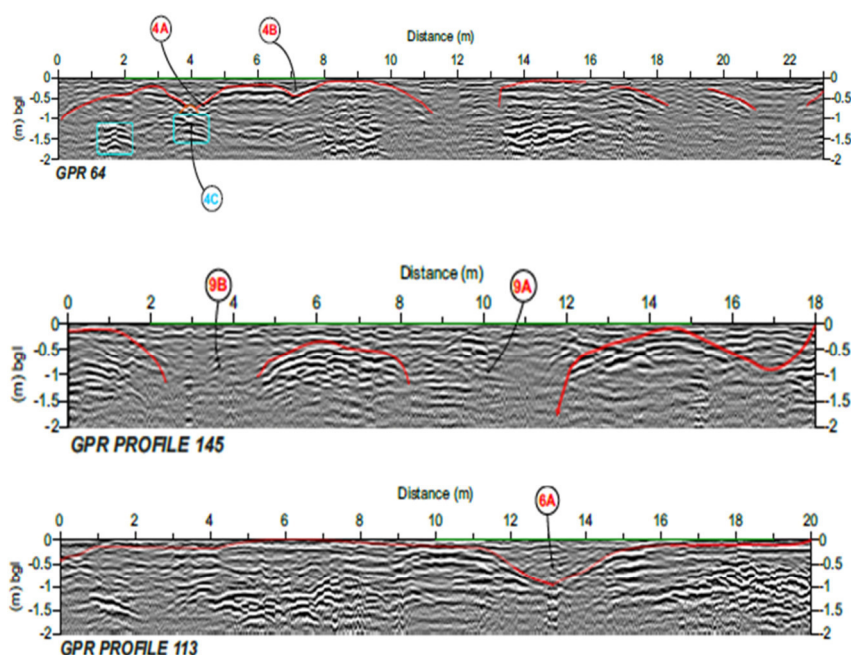 Distance (m)
4A
4B
0 2 4 6 8 10 12 14 16 18 20 22
0
-0.5
-1
-1.5
-2
(m) bgl
0
-0.5
-1
-1.5
-2
GPR 64
4C
Distance (m)
9B
9A
0 2 4 6 8 10 12 14 16 18
0
-0.5
-1
-1.5
-2
(m) bgl
0
-0.5
-1
-1.5
-2
GPR PROFILE 145
Distance (m)
6A
0 2 4 6 8 10 12 14 16 18 20
0
-0.5
-1
-1.5
-2
(m) bgl
0
-0.5
-1
-1.5
-2
GPR PROFILE 113